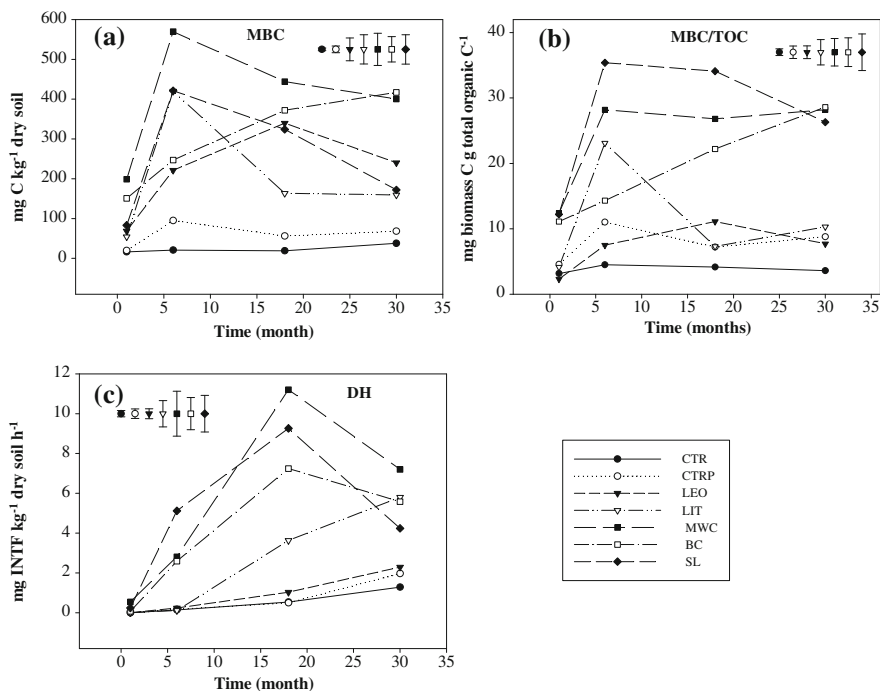 (a)
MBC
mg C kg-1 dry soil
600
500
400
300
200
100
0
0 5 10 15 20 25 30 35
Time (month)
(b)
MBC/TOC
mg biomass C g total organic C-1
40
30
20
10
0
0 5 10 15 20 25 30 35
Time (months)
(c)
DH
mg INTF kg-1 dry soil h-1
12
10
8
6
4
2
0
0 5 10 15 20 25 30 35
Time (month)
CTR
CTRP
LEO
LIT
MWC
BC
SL